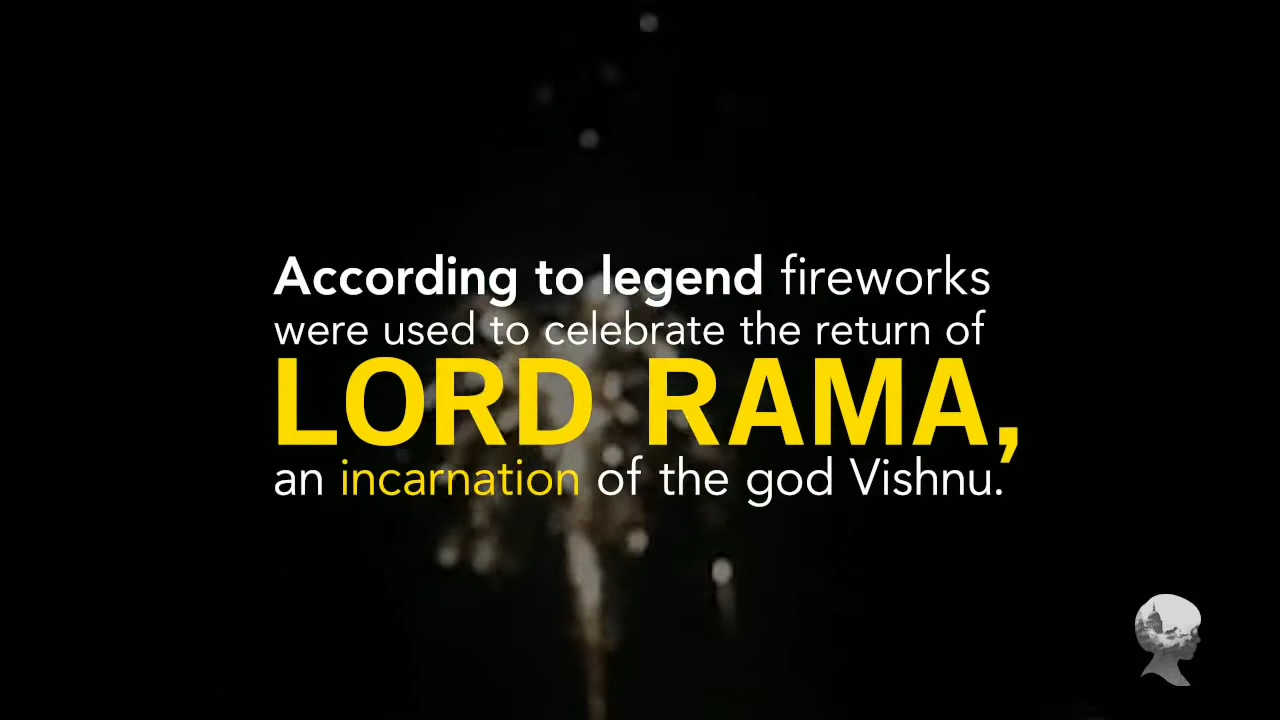 According to legend fireworks
were used to celebrate the return of
LORD RAMA,
an incarnation of the god Vishnu.